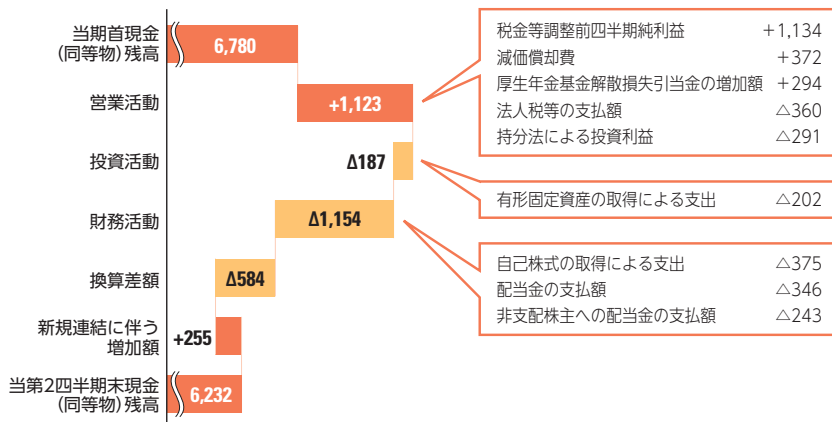 当期首現金
(同等物)残高
6,780
営業活動
+1,123
投資活動
Δ187
財務活動
Δ1,154
換算差額
Δ584
新規連結に伴う
増加額
+255
当第2四半期末現金
(同等物)残高
6,232
税金等調整前四半期純利益 +1,134
減価償却費 +372
厚生年金基金解散損失引当金の増加額 +294
法人税等の支払額 △360
持分法による投資利益 △291
有形固定資産の取得による支出 △202
自己株式の取得による支出 △375
配当金の支払額 △346
非支配株主への配当金の支払額 △243